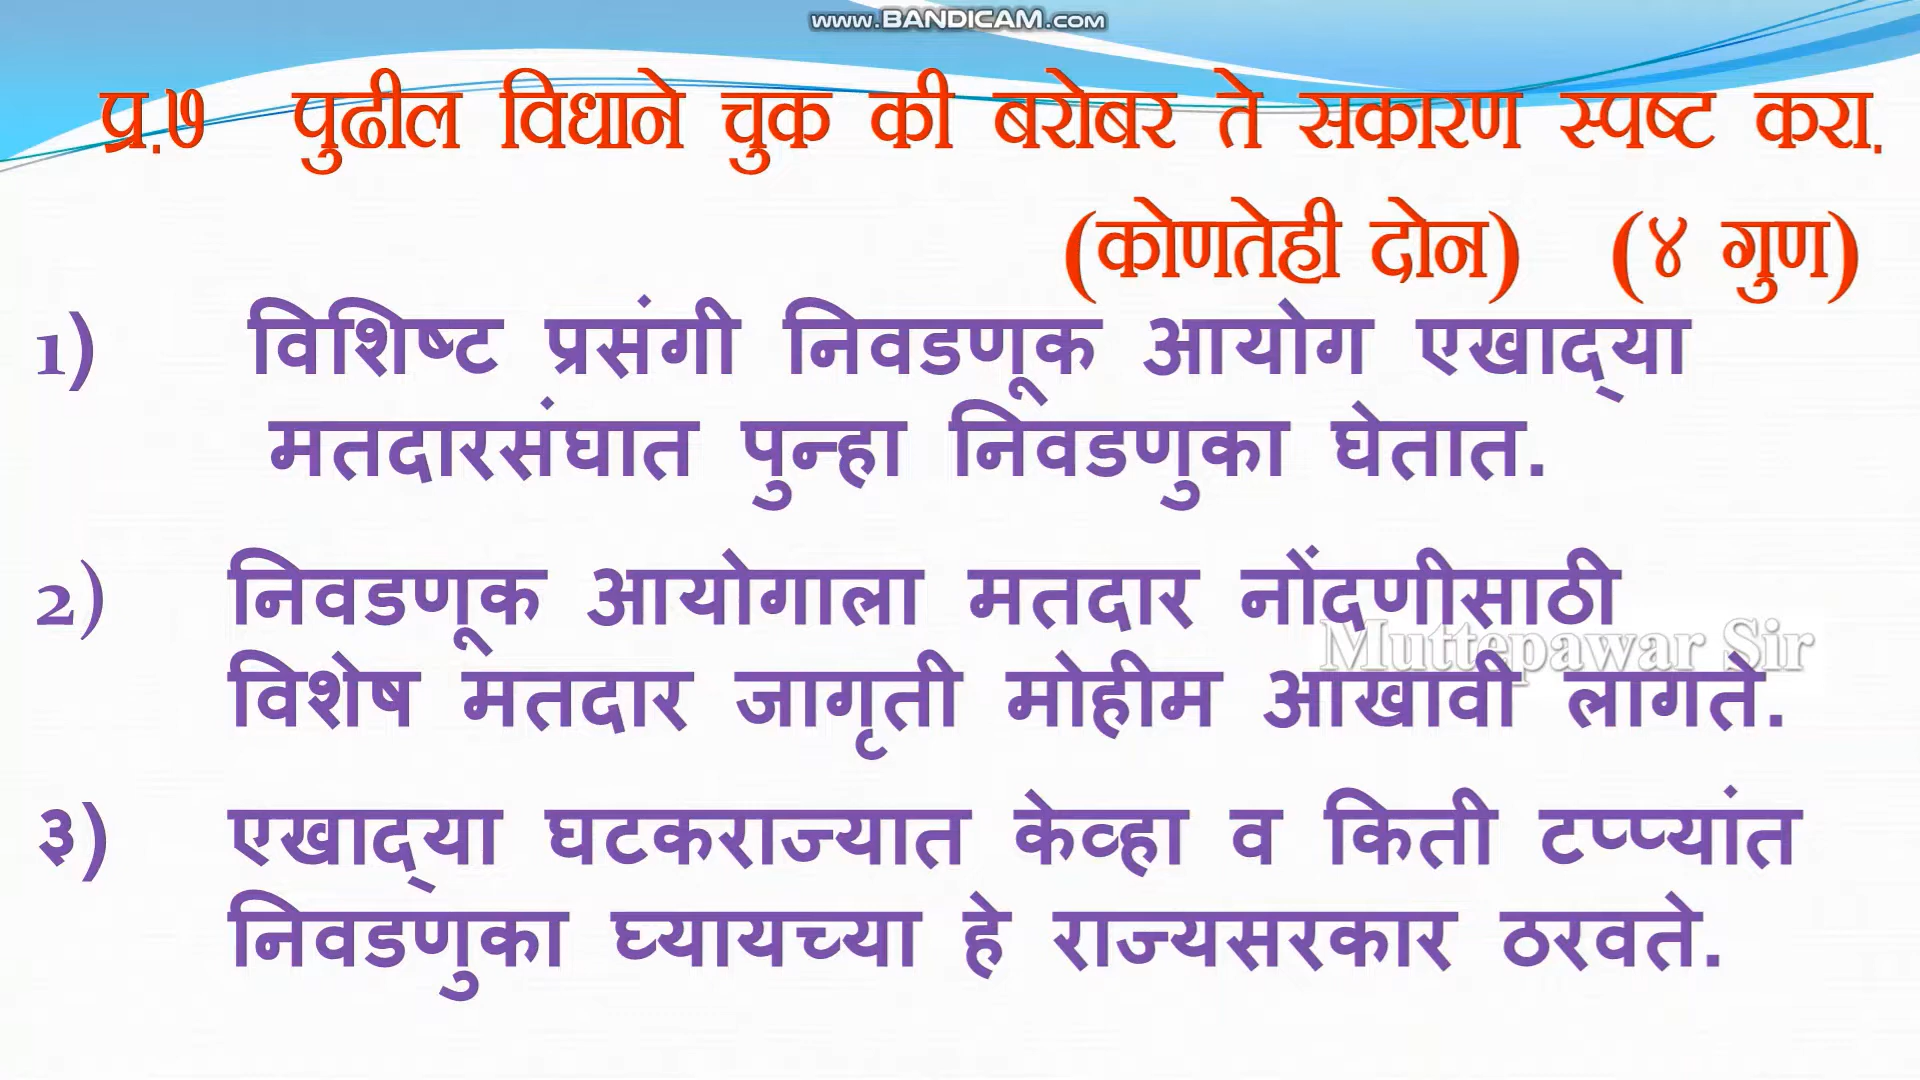 www.BANDICAM.com
प्र.७ पुढील विधाने चुक की बरोबर ते सकारण स्पष्ट करा.
(कोणतेही दोन) (४ गुण)
1) विशिष्ट प्रसंगी निवडणूक आयोग एखाद्‌या
मतदारसंघात पुन्हा निवडणुका घेतात.
2) निवडणूक आयोगाला मतदार नोंदणीसाठी
Muttepawar Sir
विशेष मतदार जागृती मोहीम आखावी लागते.
३) एखाद्‌या घटकराज्यात केव्हा व किती टप्प्यांत
निवडणुका घ्यायच्या हे राज्यसरकार ठरवते.